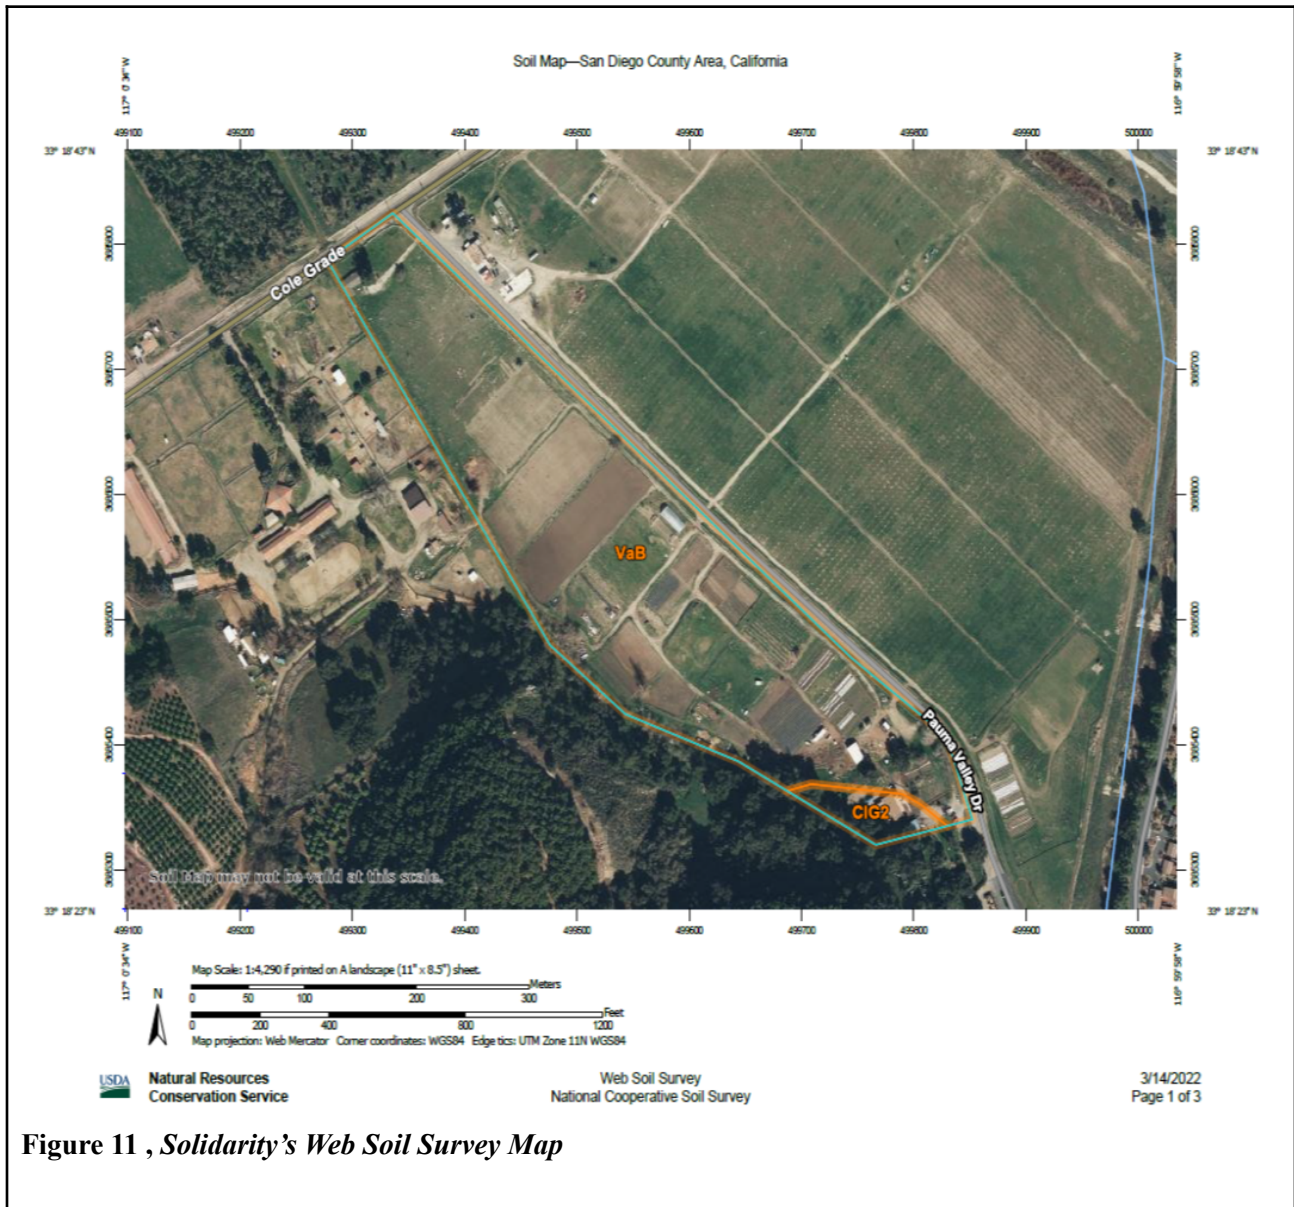 Soil Map—San Diego County Area, California
117° 0' 34" W
116° 59' 58" W
499100 499200 499300 499400 499500 499600 499700 499800 499900 500000
33° 18' 43" N
33° 18' 43" N
Cole Grade
VaB
Pauma Valley Dr
CIG2
3685300
3685300
Soil Map may not be valid at this scale.
33° 18' 23" N
33° 18' 23" N
499100 499200 499300 499400 499500 499600 499700 499800 499900 500000
117° 0' 34" W
116° 59' 58" W
Map Scale: 1:4,290 if printed on A landscape (11" x 8.5") sheet.
N
Meters
0 50 100 200 300
Feet
0 200 400 800 1200
Map projection: Web Mercator Corner coordinates: WGS84 Edge tics: UTM Zone 11N WGS84
USDA
Natural Resources
Conservation Service
Web Soil Survey
National Cooperative Soil Survey
3/14/2022
Page 1 of 3
Figure 11 , Solidarity's Web Soil Survey Map